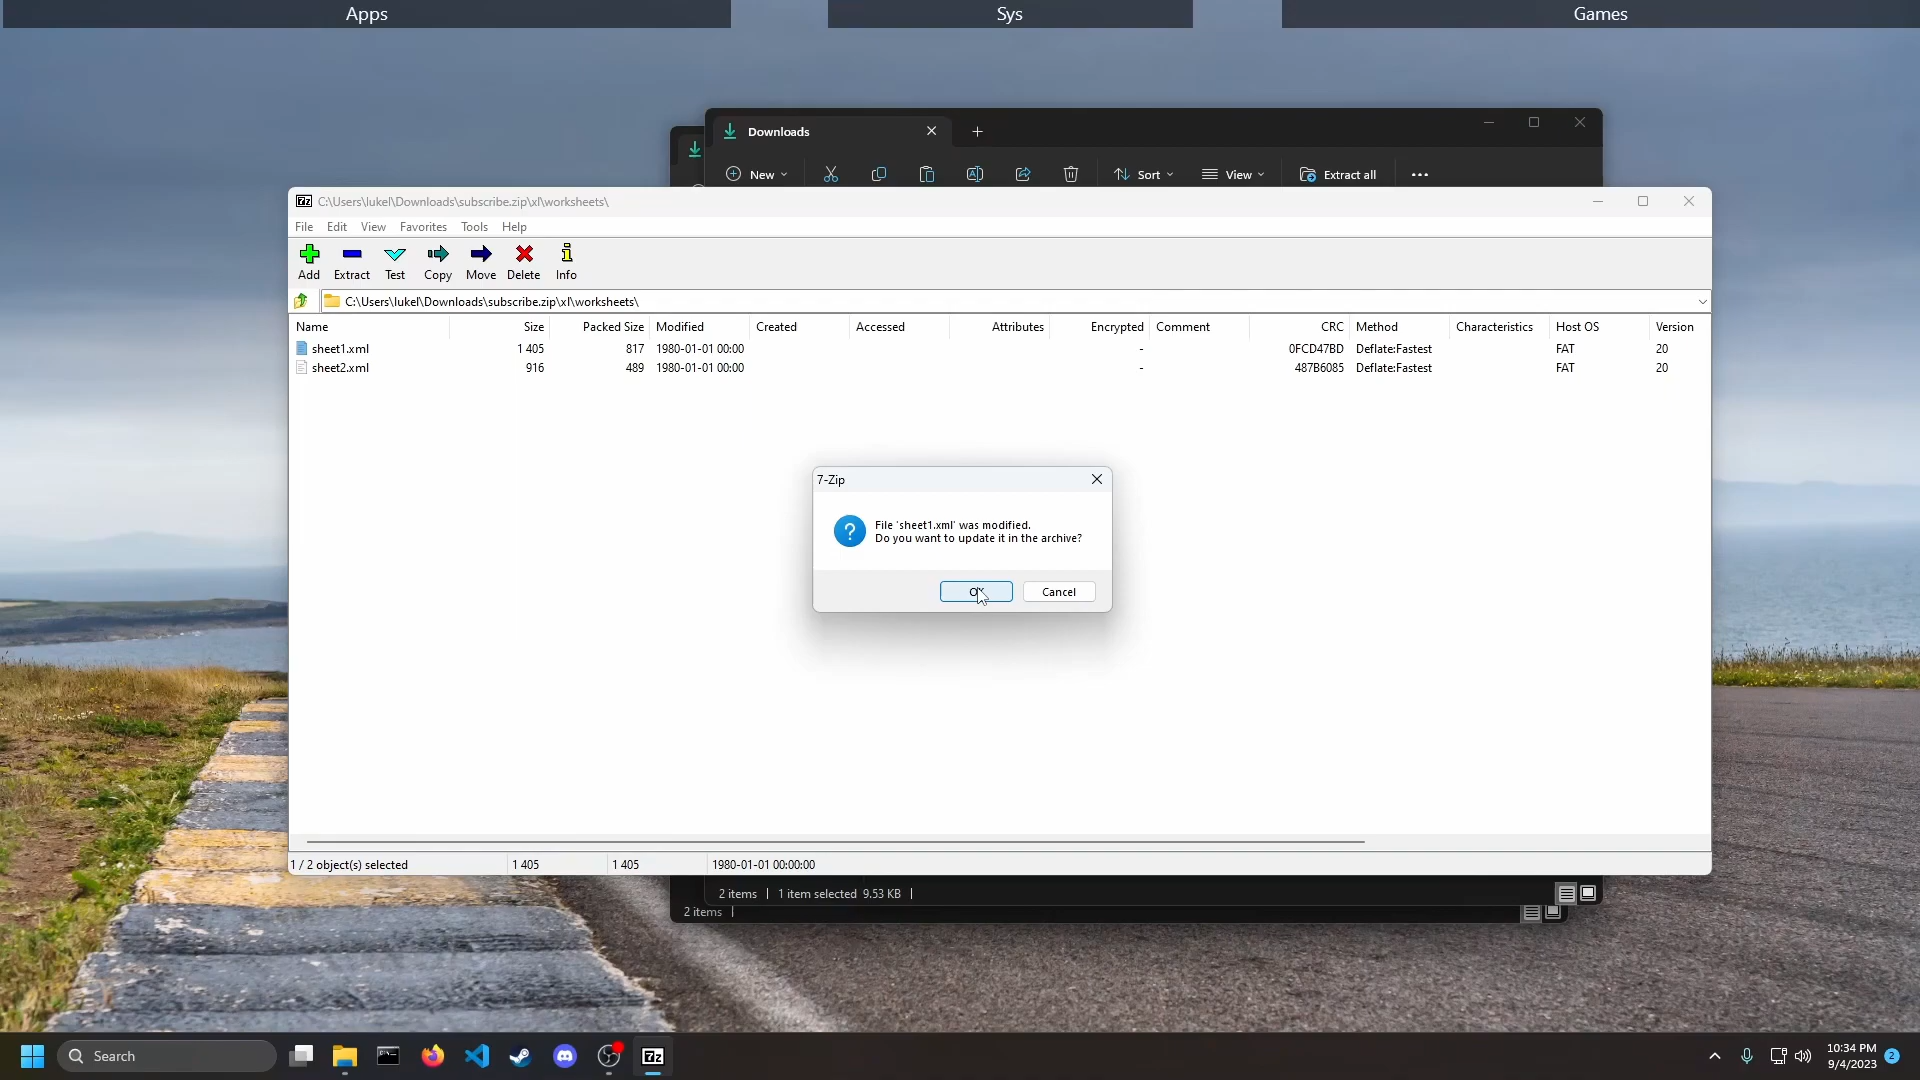 Apps
Sys
Games
Downloads
New
Sort
View
Extract all
C:\Users\lukel\Downloads\subscribe.zip\xl\worksheets\
File Edit View Favorites Tools Help
Add Extract Test Copy Move Delete Info
C:\Users\lukel\Downloads\subscribe.zip\xl\worksheets\
Name Size Packed Size Modified Created Accessed Attributes Encrypted Comment CRC Method Characteristics Host OS Version
sheet1.xml 1 405 817 1980-01-01 00:00 - 0FCD47BD Deflate:Fastest FAT 20
sheet2.xml 916 489 1980-01-01 00:00 - 487B6085 Deflate:Fastest FAT 20
7-Zip
File 'sheet1.xml' was modified.
Do you want to update it in the archive?
OK Cancel
1 / 2 object(s) selected 1 405 1 405 1980-01-01 00:00:00
2 items 1 item selected 9.53 KB
2 items
Search
10:34 PM
9/4/2023
2